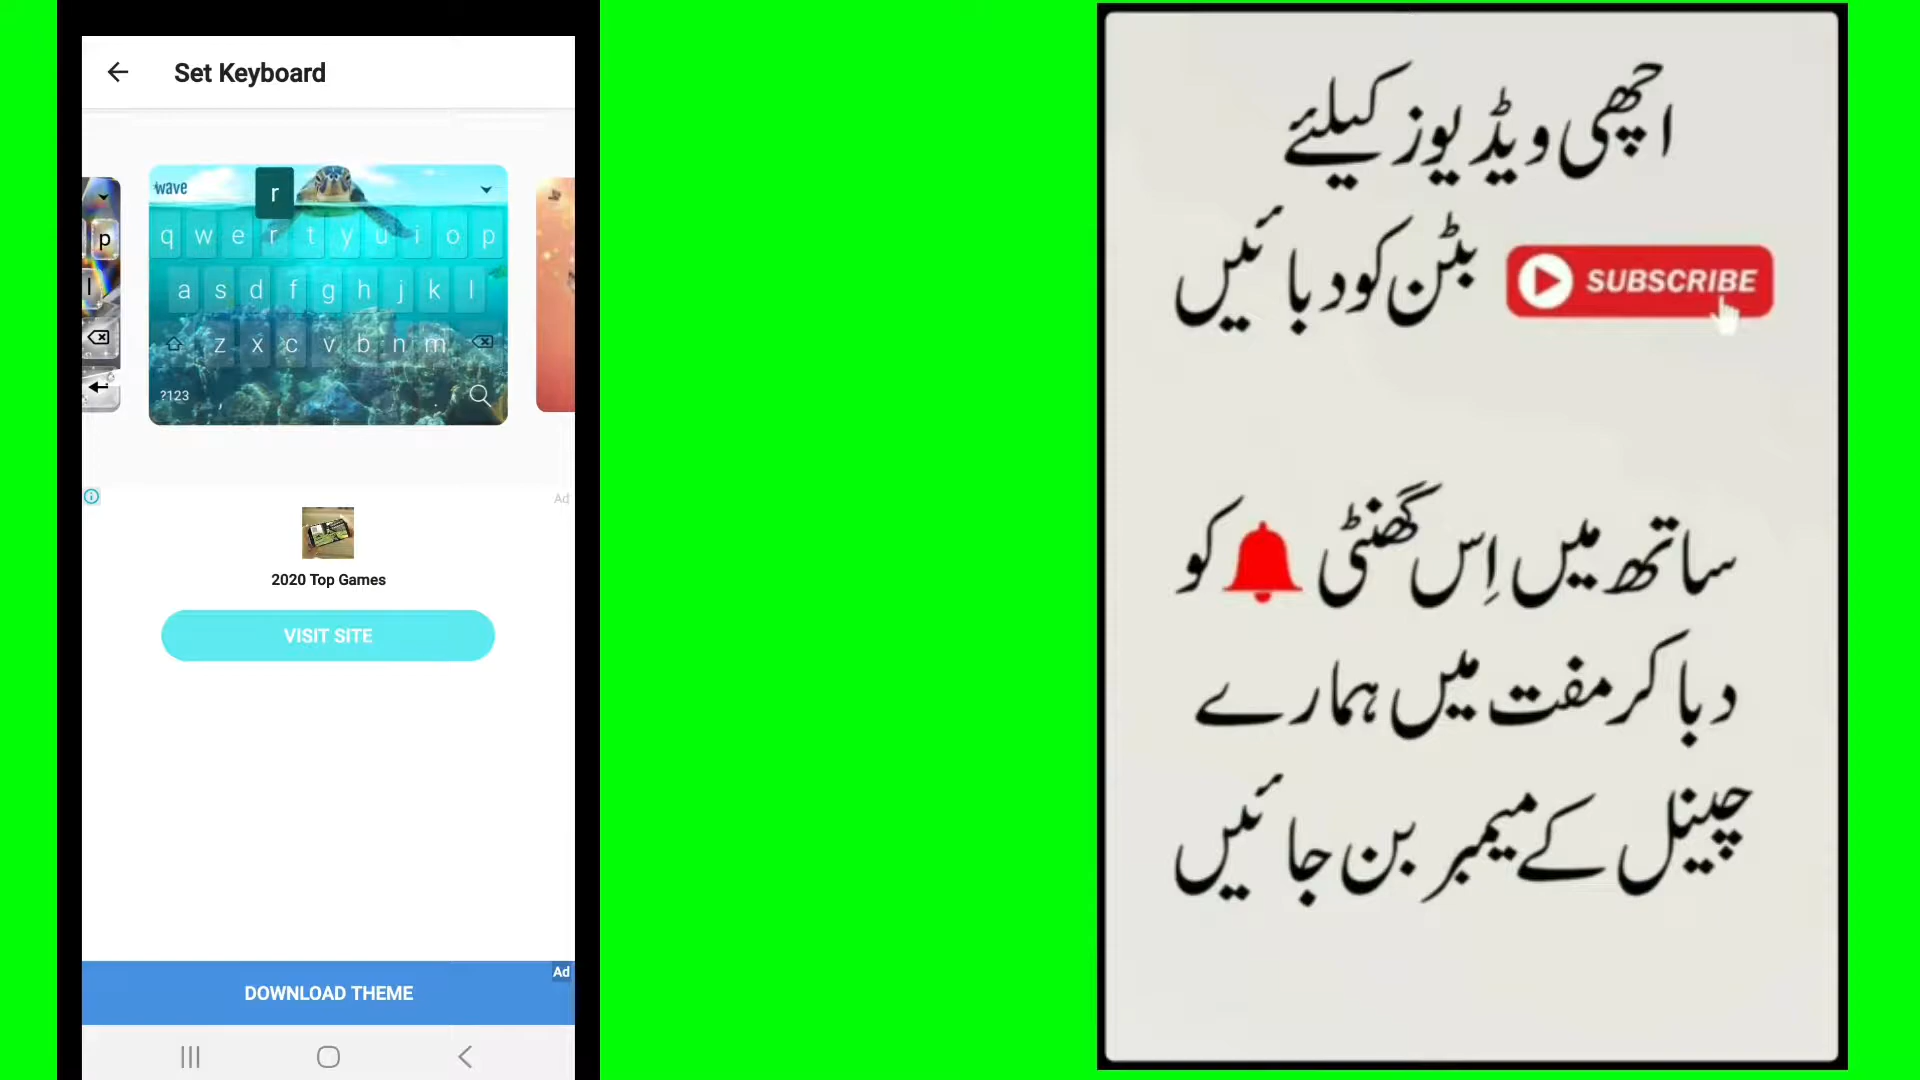 Set Keyboard
wave
r
q w e r t y u i o p
a s d f g h j k l
z x c v b n m
?123 , .
p
l
Ad
2020 Top Games
VISIT SITE
Ad
DOWNLOAD THEME
اچھی ویڈیوز کیلئے
SUBSCRIBE بٹن کو دبائیں
ساتھ میں اِس گھنٹی کو
دبا کر مفت میں ہمارے
چینل کے میمبر بن جائیں